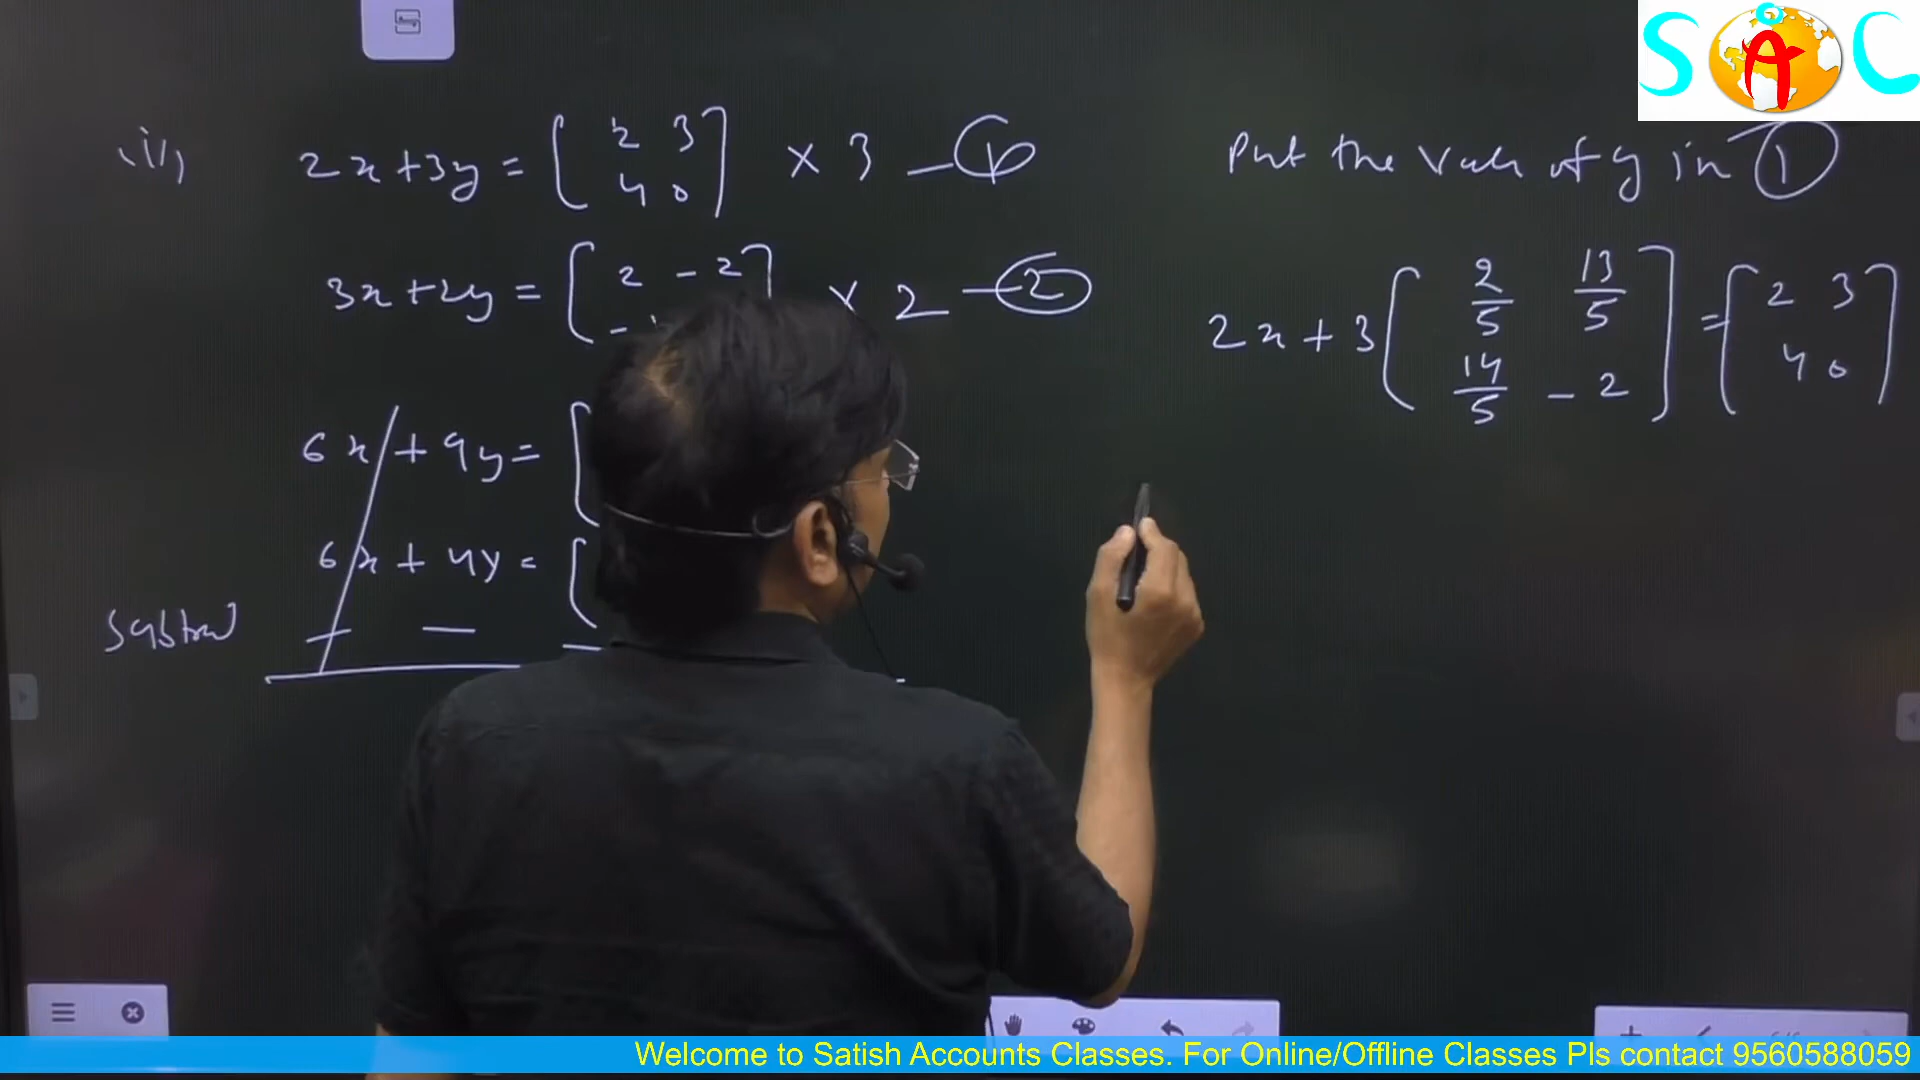 (ii) 2x+3y = [ 2 3 4 0 ] × 3 — ①
3x+2y = [ 2 -2 - ] × 2 — ②
6x + 9y = [
6x + 4y = [
— —
Put the of y in ①
2x + 3 [ 2/5 13/5 14/5 -2 ] = [ 2 3 4 0 ]
SAC
Welcome to Satish Accounts Classes. For Online/Offline Classes Pls contact 9560588059